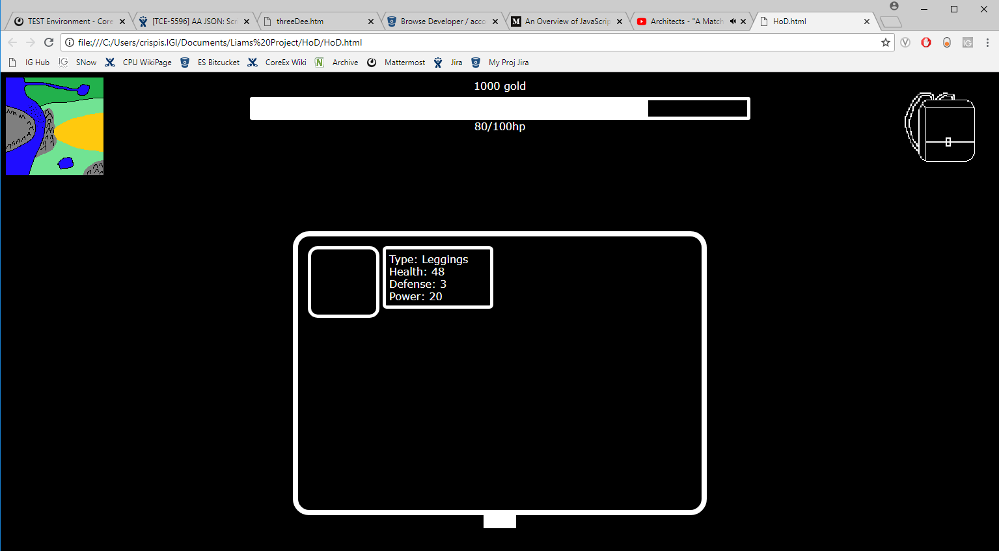 TEST Environment - Core
[TCE-5596] AA JSON: Scr
threeDee.htm
Browse Developer / acco
An Overview of JavaScrip
Architects - "A Match
HoD.html
file:///C:/Users/crispis.IGI/Documents/Liams%20Project/HoD/HoD.html
IG Hub
IG
SNow
CPU WikiPage
ES Bitcucket
CoreEx Wiki
N
Archive
Mattermost
Jira
My Proj Jira
1000 gold
80/100hp
Type: Leggings
Health: 48
Defense: 3
Power: 20